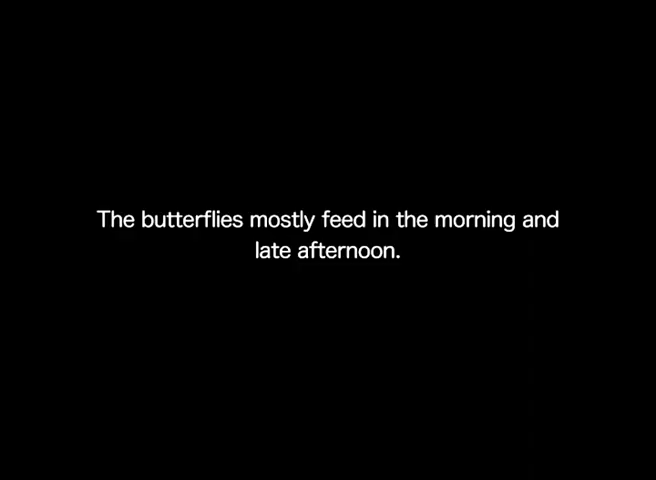 The butterflies mostly feed in the morning and
late afternoon.